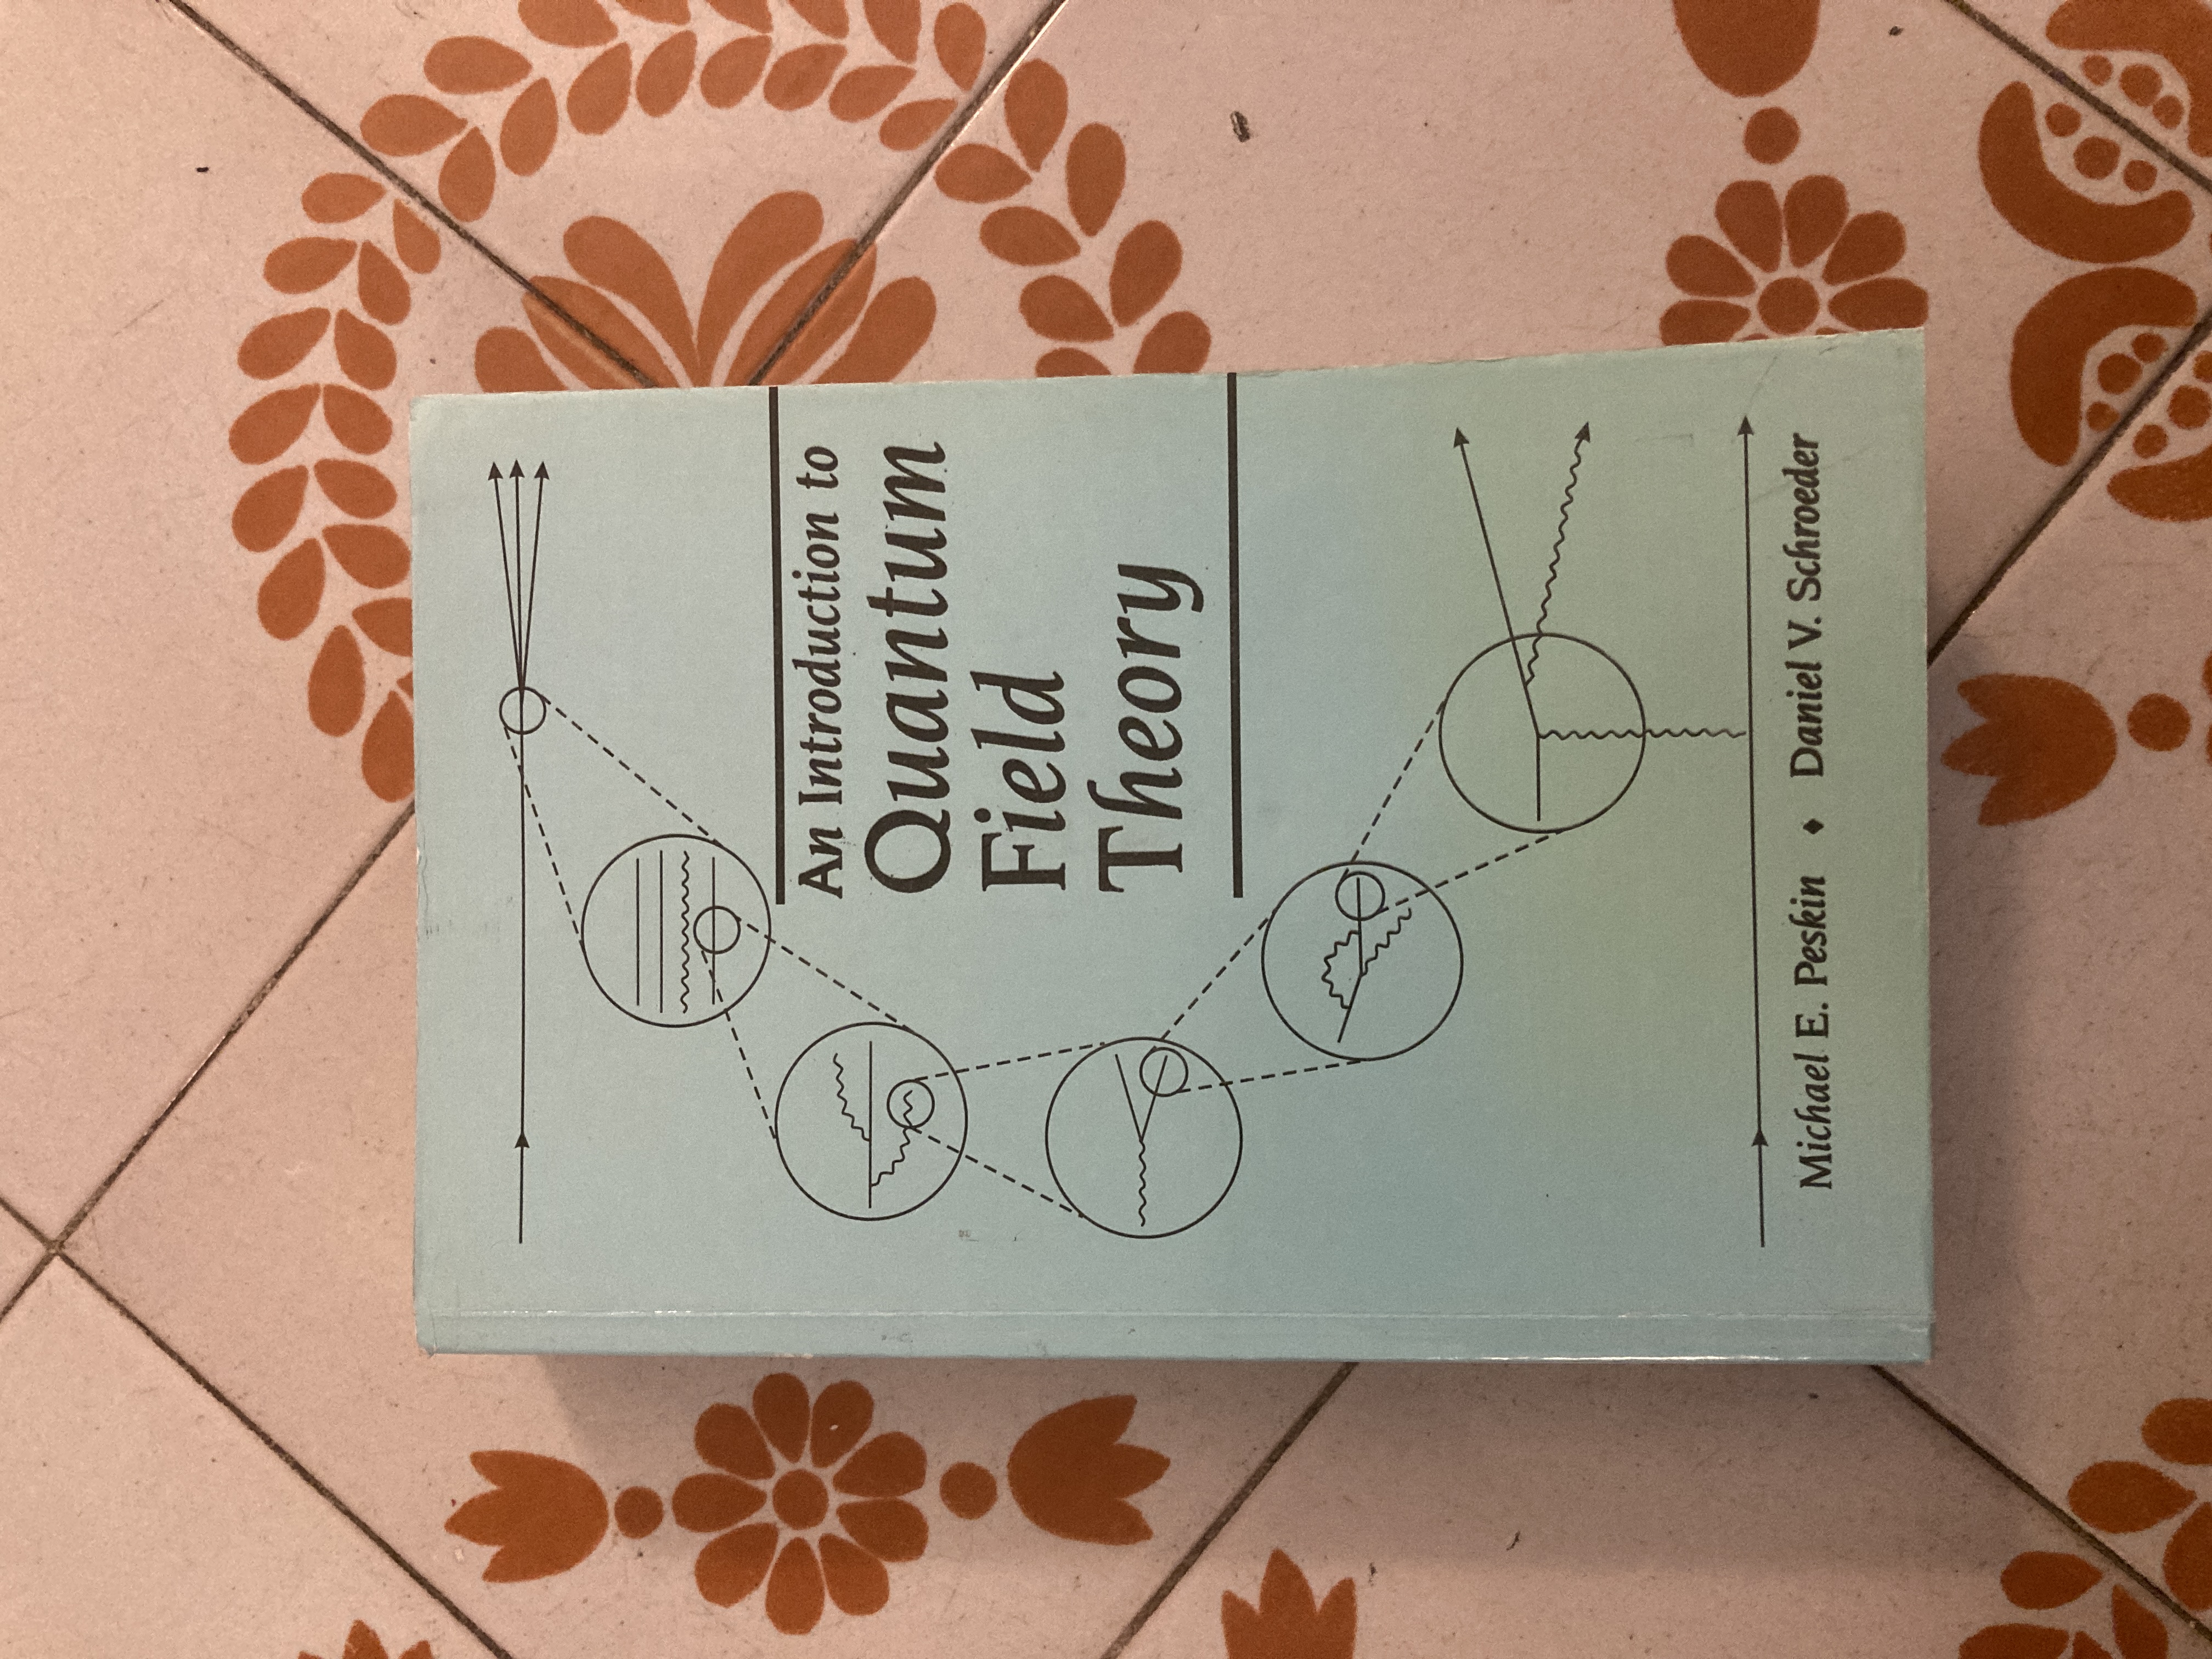 An Introduction to
Quantum
Field
Theory
Michael E. Peskin ♦ Daniel V. Schroeder